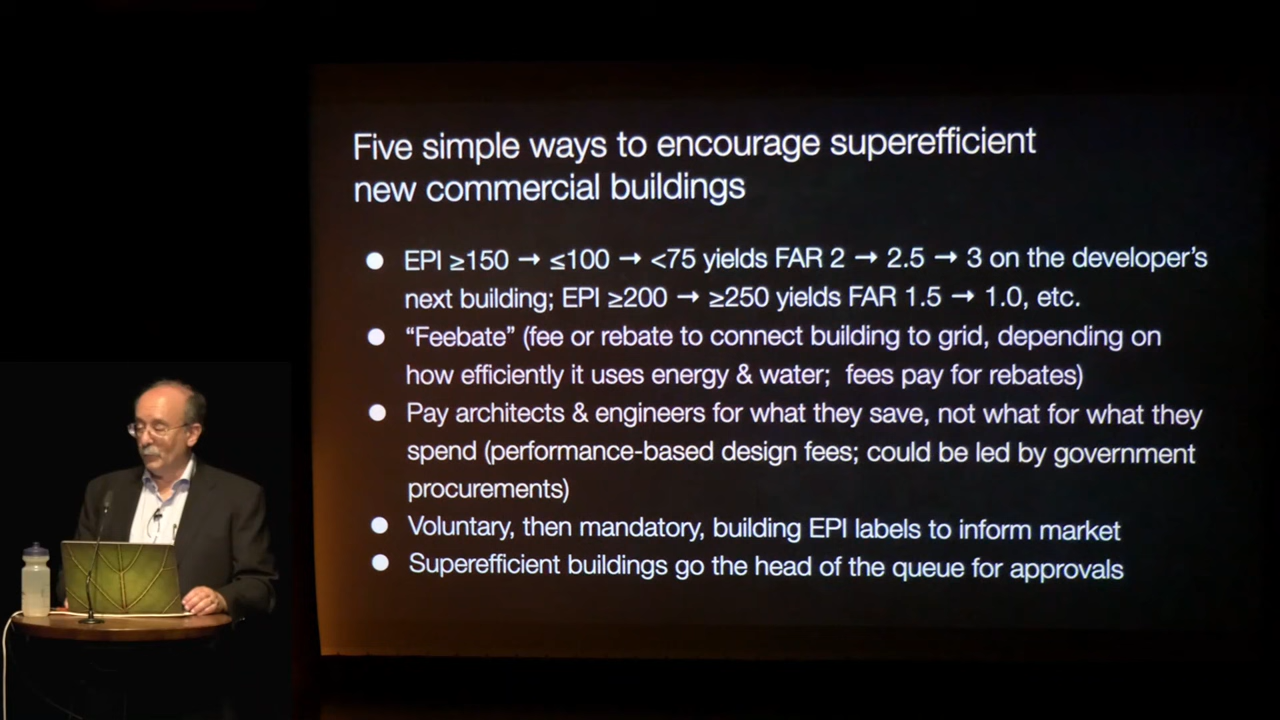 Five simple ways to encourage superefficient
new commercial buildings
● EPI ≥150 → ≤100 → <75 yields FAR 2 → 2.5 → 3 on the developer’s
next building; EPI ≥200 → ≥250 yields FAR 1.5 → 1.0, etc.
● “Feebate” (fee or rebate to connect building to grid, depending on
how efficiently it uses energy & water; fees pay for rebates)
● Pay architects & engineers for what they save, not what for what they
spend (performance-based design fees; could be led by government
procurements)
● Voluntary, then mandatory, building EPI labels to inform market
● Superefficient buildings go the head of the queue for approvals